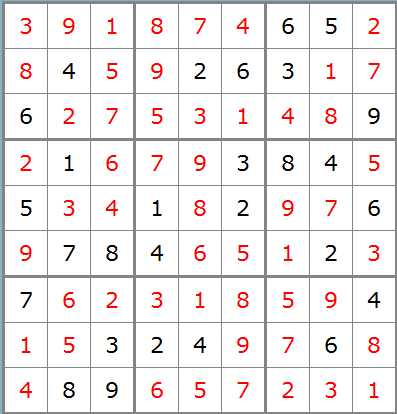 3 9 1 8 7 4 6 5 2
8 4 5 9 2 6 3 1 7
6 2 7 5 3 1 4 8 9
2 1 6 7 9 3 8 4 5
5 3 4 1 8 2 9 7 6
9 7 8 4 6 5 1 2 3
7 6 2 3 1 8 5 9 4
1 5 3 2 4 9 7 6 8
4 8 9 6 5 7 2 3 1